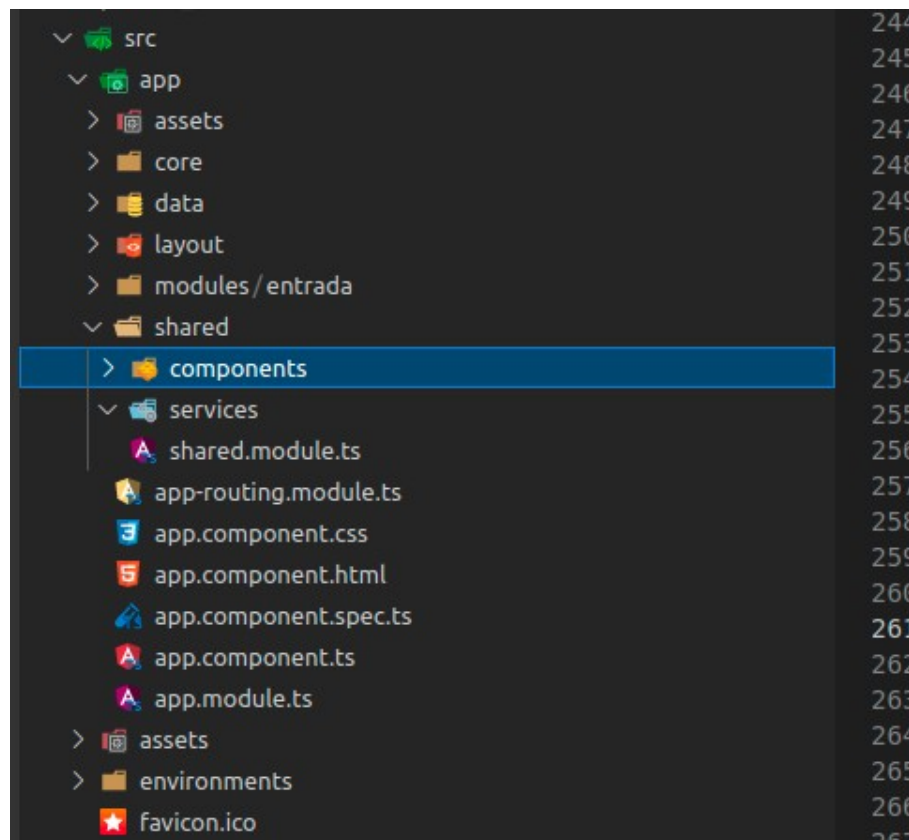 src
app
assets
core
data
layout
modules/entrada
shared
components
services
shared.module.ts
app-routing.module.ts
app.component.css
app.component.html
app.component.spec.ts
app.component.ts
app.module.ts
assets
environments
favicon.ico